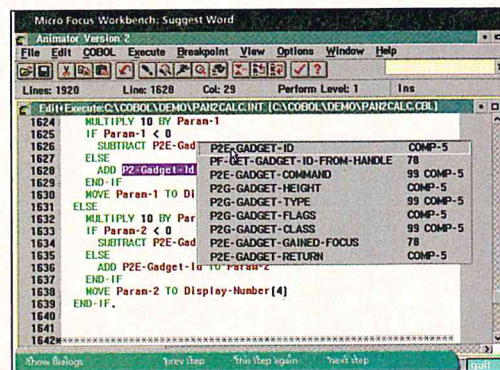 Micro Focus Workbench: Suggest Word
Animator Version 2
File Edit COBOL Execute Breakpoint View Options Window Help
Lines: 1920 Line: 1628 Col: 29 Perform Level: 1 Ins
Edit+Execute:C:\COBOL\DEMO\PAN2CALC.INT [C:\COBOL\DEMO\PAN2CALC.CBL]
1624 MULTIPLY 10 BY Param-1
1625 IF Param-1 < 0
1626 SUBTRACT P2E-Gad
1627 ELSE
1628 ADD P2-Gadget-Id
1629 END-IF
1630 MOVE Param-1 TO Di
1631 ELSE
1632 MULTIPLY 10 BY Par
1633 IF Param-2 < 0
1634 SUBTRACT P2E-Gad
1635 ELSE
1636 ADD P2E-Gadget-Id TO Param-2
1637 END-IF
1638 MOVE Param-2 TO Display-Number(4)
1639 END-IF.
1640
1641
1642*****************************************************
P2E-GADGET-ID COMP-5
PF-GET-GADGET-ID-FROM-HANDLE 78
P2E-GADGET-COMMAND 99 COMP-5
P2G-GADGET-HEIGHT COMP-5
P2G-GADGET-TYPE 99 COMP-5
P2G-GADGET-FLAGS COMP-5
P2G-GADGET-CLASS 99 COMP-5
P2E-GADGET-GAINED-FOCUS 78
P2E-GADGET-RETURN COMP-5
Show Dialogs prev step this step again next step quit